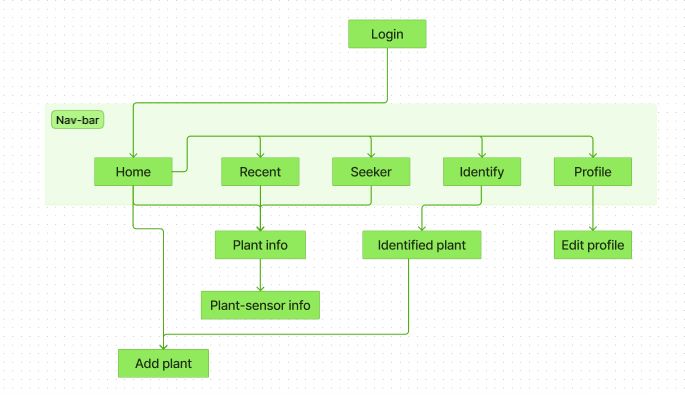 Login
Nav-bar
Home
Recent
Seeker
Identify
Profile
Plant info
Identified plant
Edit profile
Plant-sensor info
Add plant